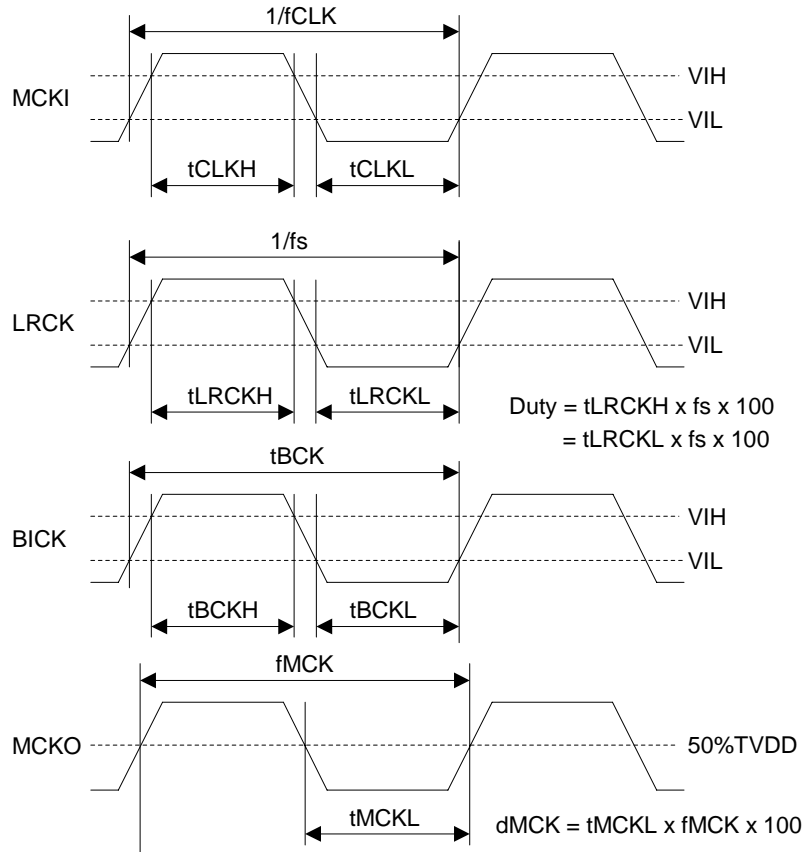 1/fCLK
VIH
MCKI
VIL
tCLKH
tCLKL
1/fs
VIH
LRCK
VIL
tLRCKH
tLRCKL
Duty = tLRCKH x fs x 100
= tLRCKL x fs x 100
tBCK
VIH
BICK
VIL
tBCKH
tBCKL
fMCK
MCKO
50%TVDD
tMCKL
dMCK = tMCKL x fMCK x 100